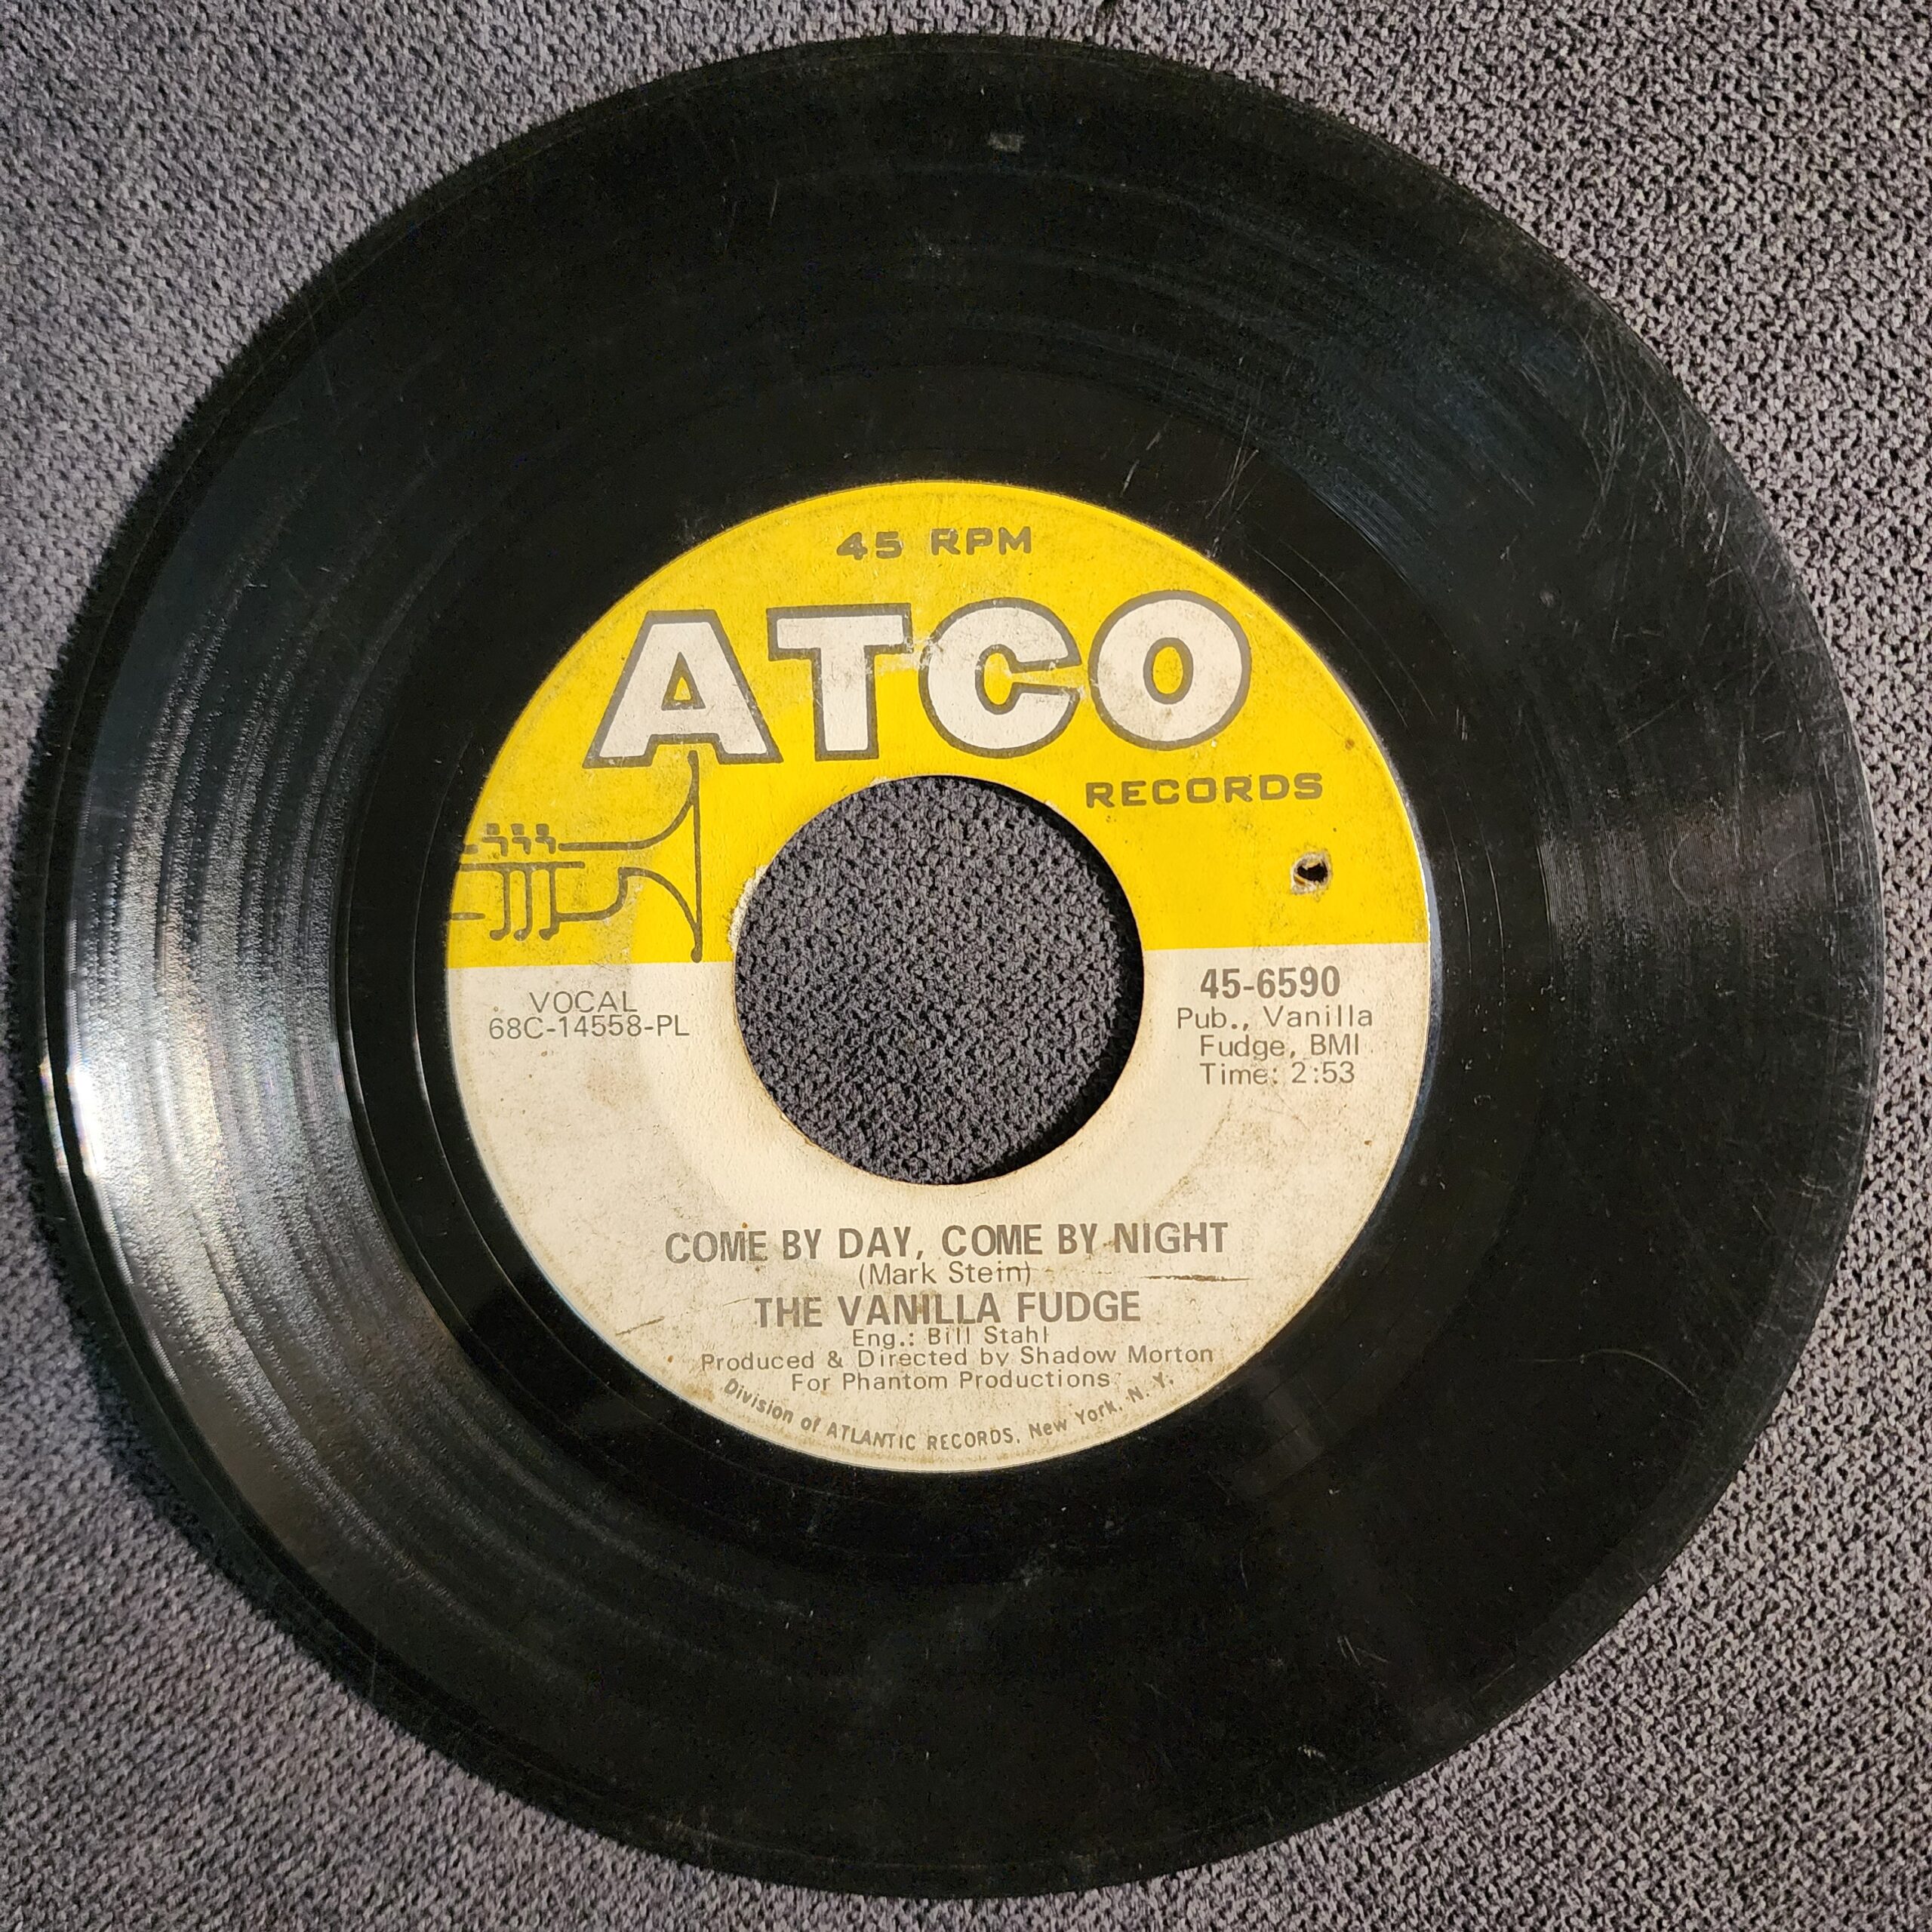 45 RPM
ATCO
RECORDS
VOCAL
68C-14558-PL
45-6590
Pub., Vanilla
Fudge, BMI
Time: 2:53
COME BY DAY, COME BY NIGHT
(Mark Stein)
THE VANILLA FUDGE
Eng.: Bill Stahl
Produced & Directed by Shadow Morton
For Phantom Productions
Division of ATLANTIC RECORDS, New York, N. Y.